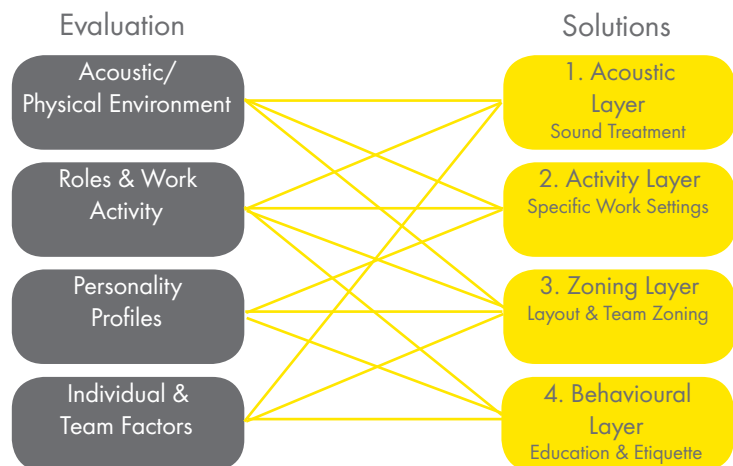 Evaluation
Solutions
Acoustic/
Physical Environment
1. Acoustic
Layer
Sound Treatment
Roles & Work
Activity
2. Activity Layer
Specific Work Settings
Personality
Profiles
3. Zoning Layer
Layout & Team Zoning
Individual &
Team Factors
4. Behavioural
Layer
Education & Etiquette